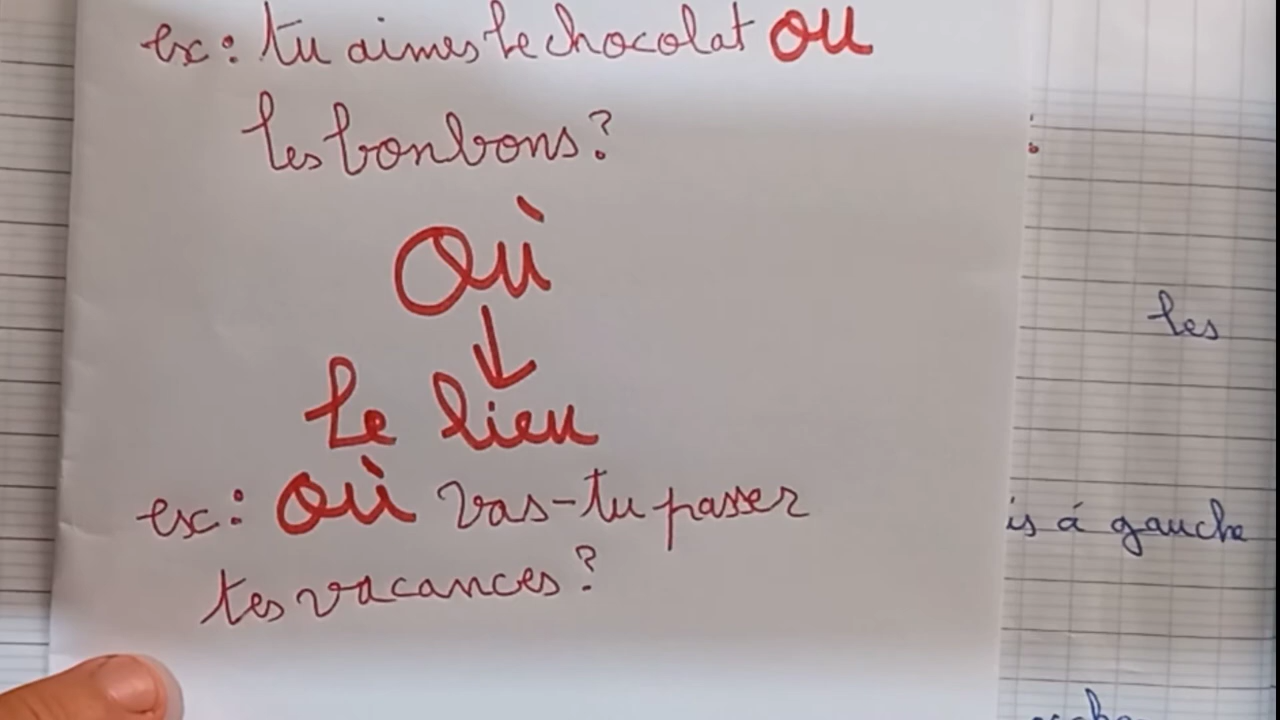 ex: tu aimes le chocolat ou
les bonbons?
Où
↓
le lieu
ex: où vas-tu passer
tes vacances?
les
is á gauche